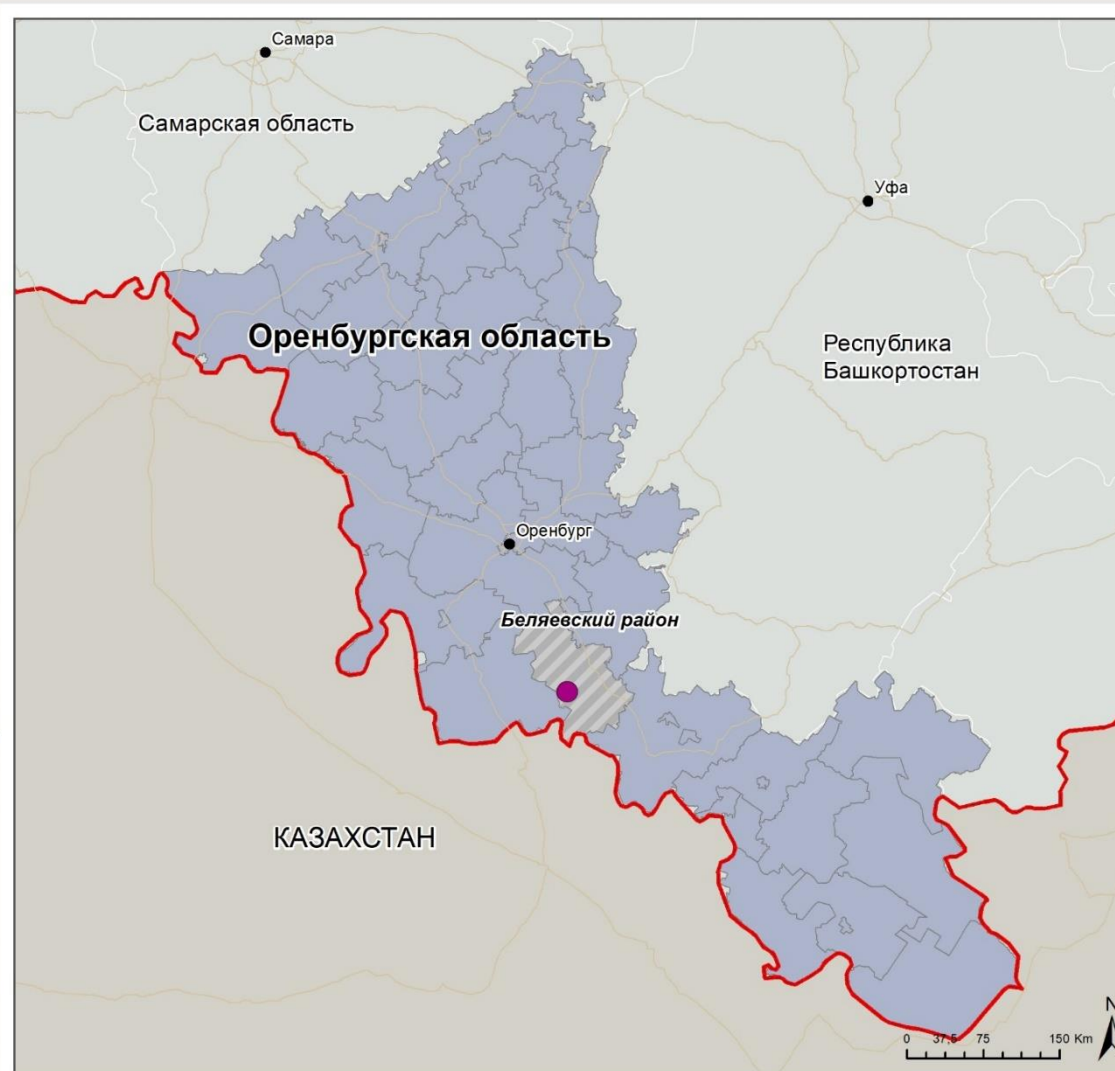 Самара
Самарская область
Уфа
Оренбургская область
Республика
Башкортостан
Оренбург
Беляевский район
КАЗАХСТАН
N
0 37,5 75 150 Km